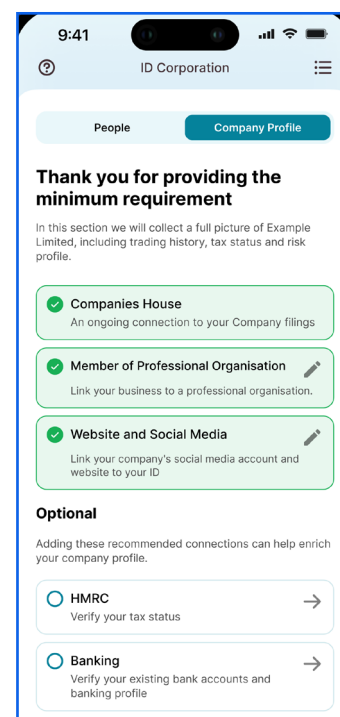 9:41
ID Corporation
People
Company Profile
Thank you for providing the
minimum requirement
In this section we will collect a full picture of Example
Limited, including trading history, tax status and risk
profile.
Companies House
An ongoing connection to your Company filings
Member of Professional Organisation
Link your business to a professional organisation.
Website and Social Media
Link your company's social media account and
website to your ID
Optional
Adding these recommended connections can help enrich
your company profile.
HMRC
Verify your tax status
Banking
Verify your existing bank accounts and
banking profile